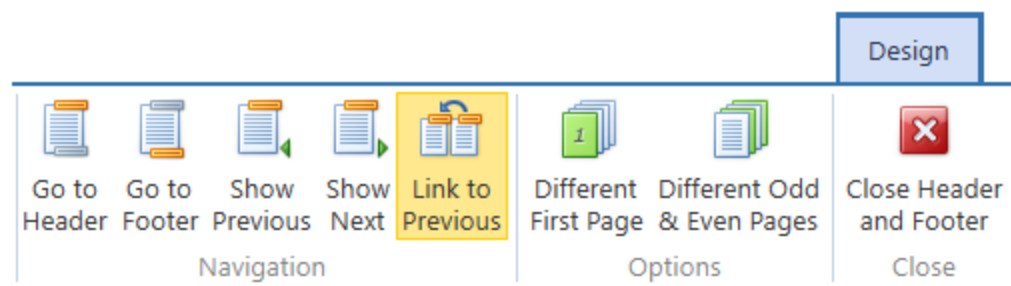 Design
Go to
Header
Go to
Footer
Show
Previous
Show
Next
Link to
Previous
1
Different
First Page
Different Odd
& Even Pages
Close Header
and Footer
Navigation
Options
Close